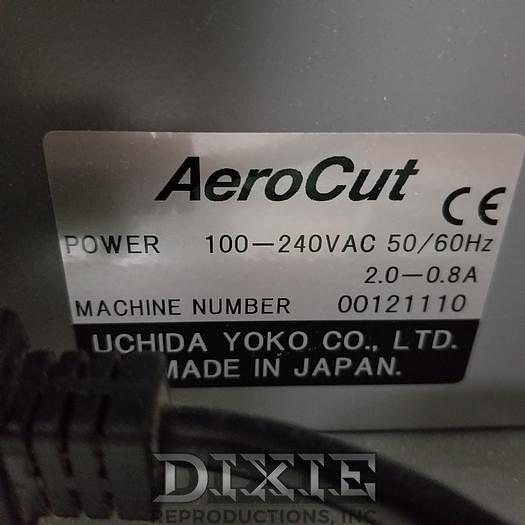 AeroCut
CE
POWER 100-240VAC 50/60Hz
2.0-0.8A
MACHINE NUMBER 00121110
UCHIDA YOKO CO., LTD.
MADE IN JAPAN.
DIXIE
REPRODUCTIONS, INC